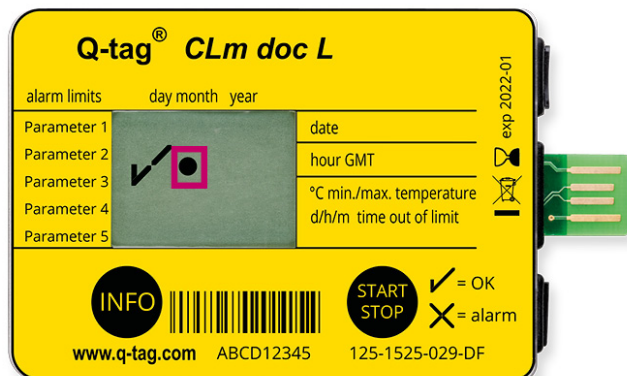 Q-tag® CLm doc L
alarm limits day month year
Parameter 1
Parameter 2
Parameter 3
Parameter 4
Parameter 5
date
hour GMT
°C min./max. temperature
d/h/m time out of limit
exp 2022-01
INFO
START
STOP
= OK
= alarm
www.q-tag.com ABCD12345 125-1525-029-DF